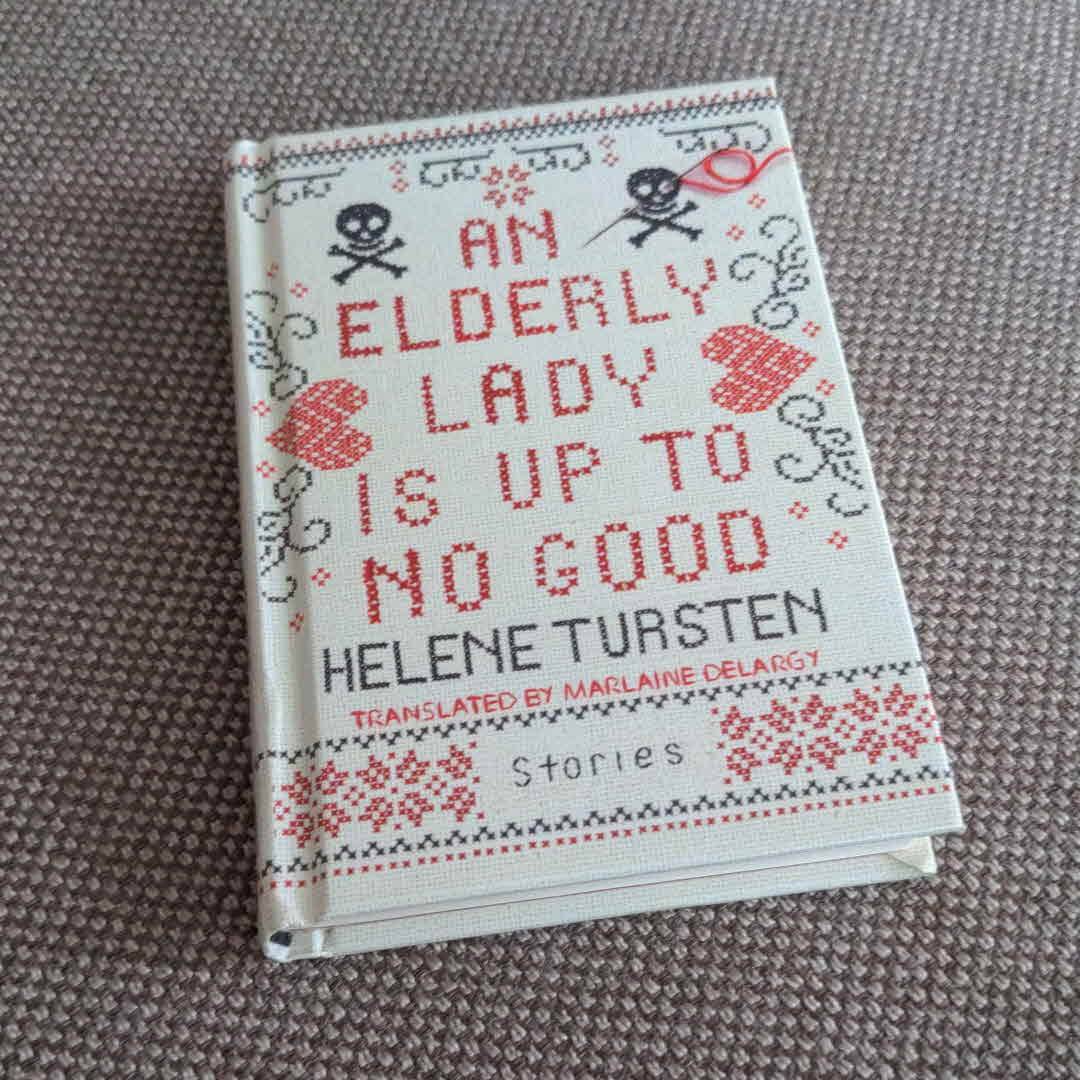 AN
ELDERLY
LADY
IS UP TO
NO GOOD
HELENE TURSTEN
TRANSLATED BY MARLAINE DELARGY
Stories